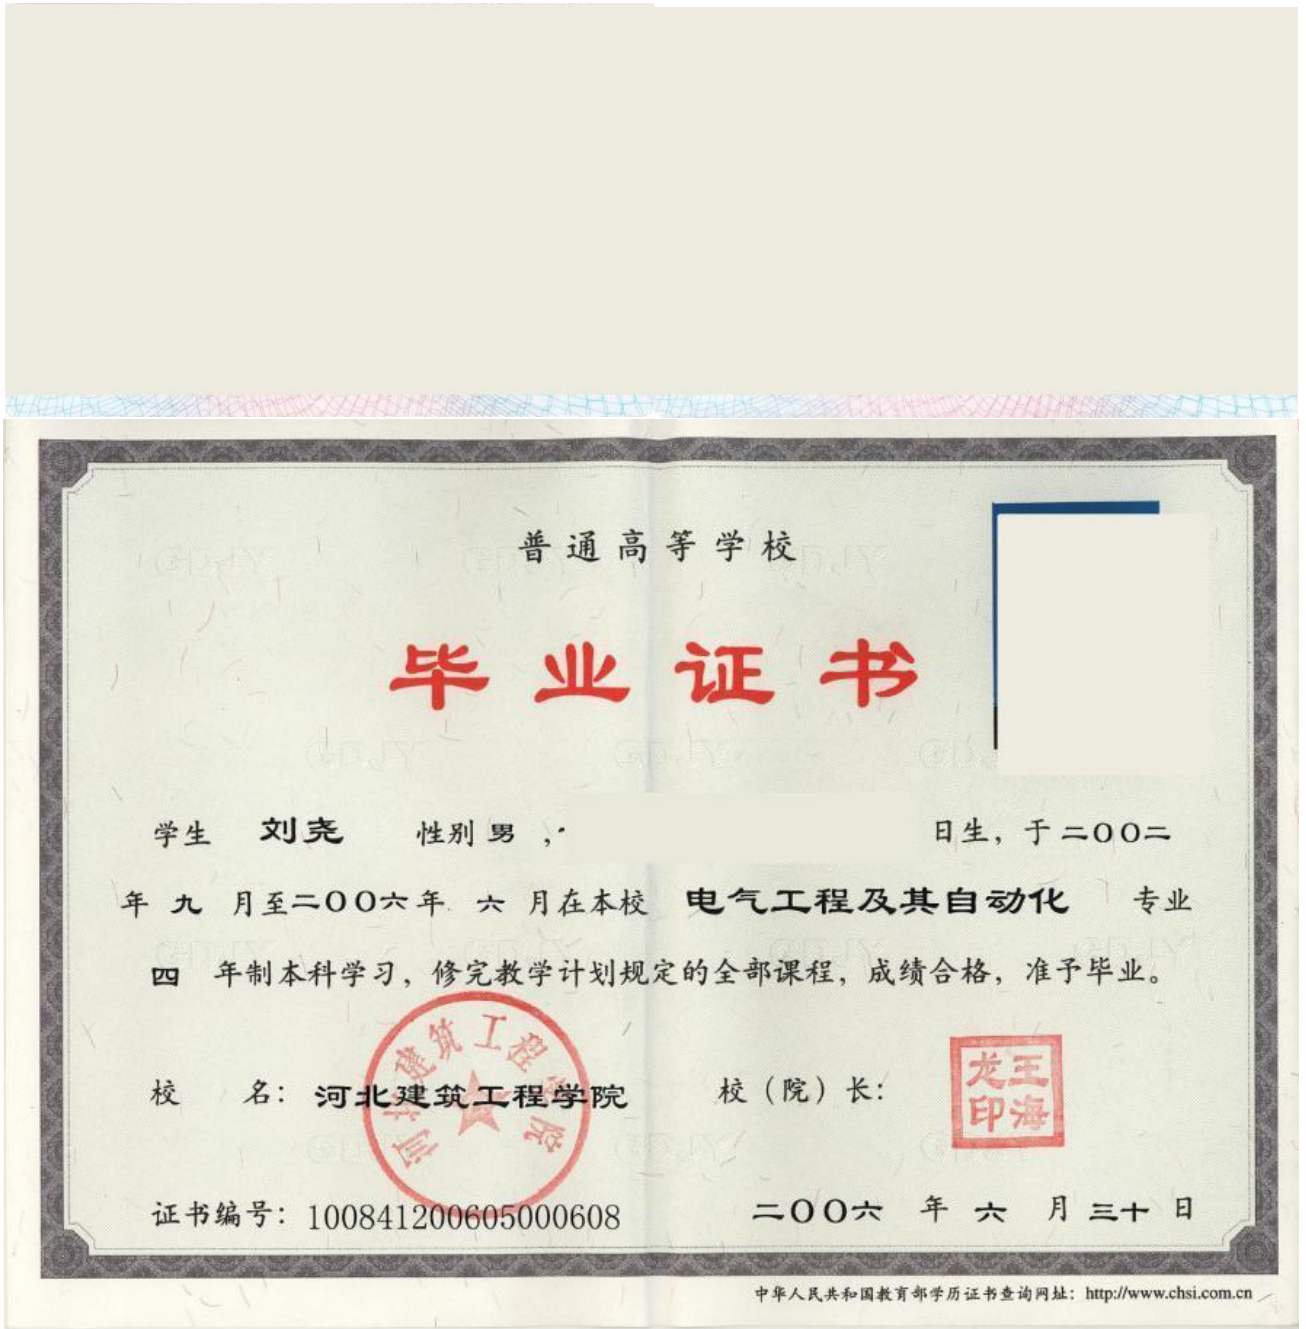 普通高等学校
毕业证书
学生 刘尧 性别 男 , 日生，于 二〇〇二
年 九 月至二〇〇六年 六 月在本校 电气工程及其自动化 专业
四 年制本科学习，修完教学计划规定的全部课程，成绩合格，准予毕业。
河北建筑工程学院
王海龙印
校 名：河北建筑工程学院 校（院）长：
证书编号：100841200605000608 二〇〇六 年 六 月 三十 日
中华人民共和国教育部学历证书查询网址：http://www.chsi.com.cn